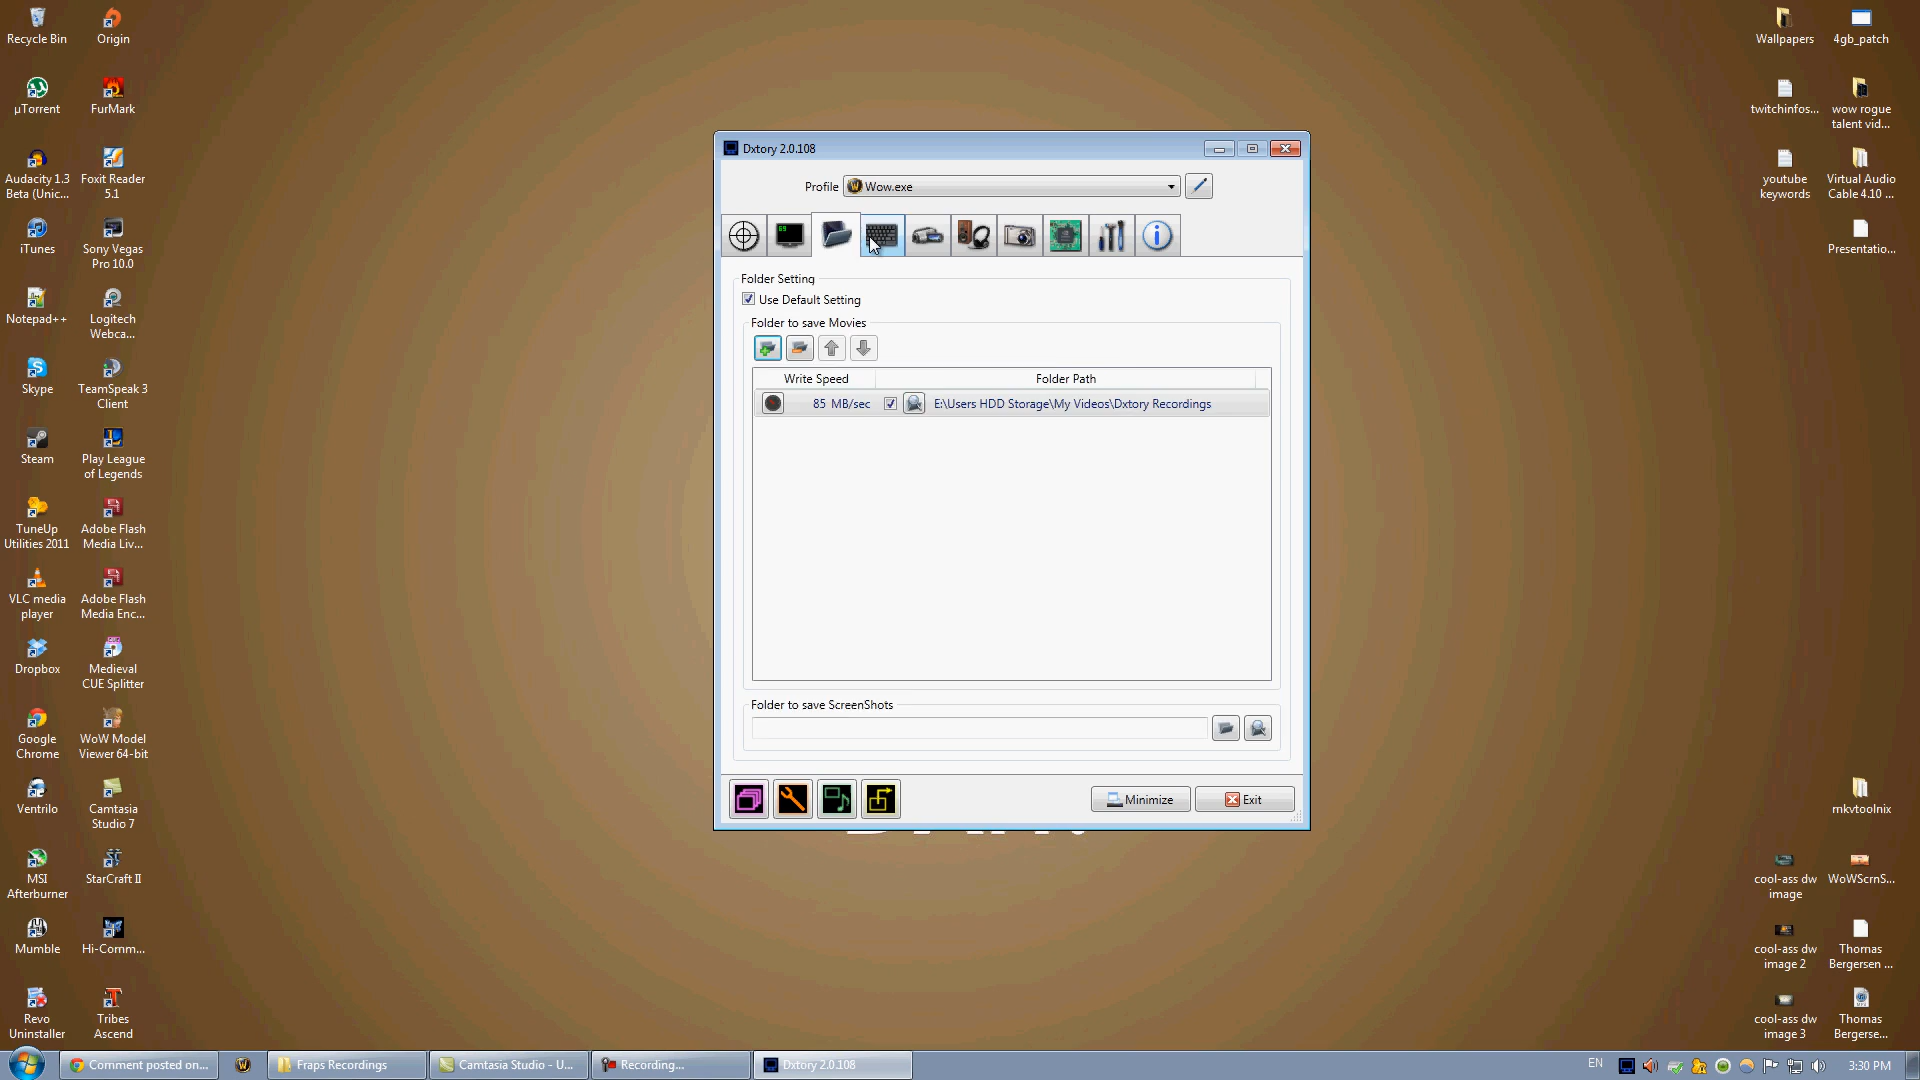 Recycle Bin
Origin
µTorrent
FurMark
Audacity 1.3
Beta (Unic...
Foxit Reader
5.1
iTunes
Sony Vegas
Pro 10.0
Notepad++
Logitech
Webca...
Skype
TeamSpeak 3
Client
Steam
Play League
of Legends
TuneUp
Utilities 2011
Adobe Flash
Media Liv...
VLC media
player
Adobe Flash
Media Enc...
Dropbox
Medieval
CUE Splitter
Google
Chrome
WoW Model
Viewer 64-bit
Ventrilo
Camtasia
Studio 7
MSI
Afterburner
StarCraft II
Mumble
Hi-Comm...
Revo
Uninstaller
Tribes
Ascend
Dxtory 2.0.108
Profile
Wow.exe
69
Folder Setting
Use Default Setting
Folder to save Movies
Write Speed
Folder Path
85 MB/sec
E:\Users HDD Storage\My Videos\Dxtory Recordings
Folder to save ScreenShots
Minimize
Exit
Wallpapers
4gb_patch
twitchinfos...
wow rogue
talent vid...
youtube
keywords
Virtual Audio
Cable 4.10 ...
Presentatio...
mkvtoolnix
cool-ass dw
image
WoWScrnS...
cool-ass dw
image 2
Thomas
Bergersen ...
cool-ass dw
image 3
Thomas
Bergerse...
Comment posted on...
Fraps Recordings
Camtasia Studio - U...
Recording...
Dxtory 2.0.108
EN
3:30 PM